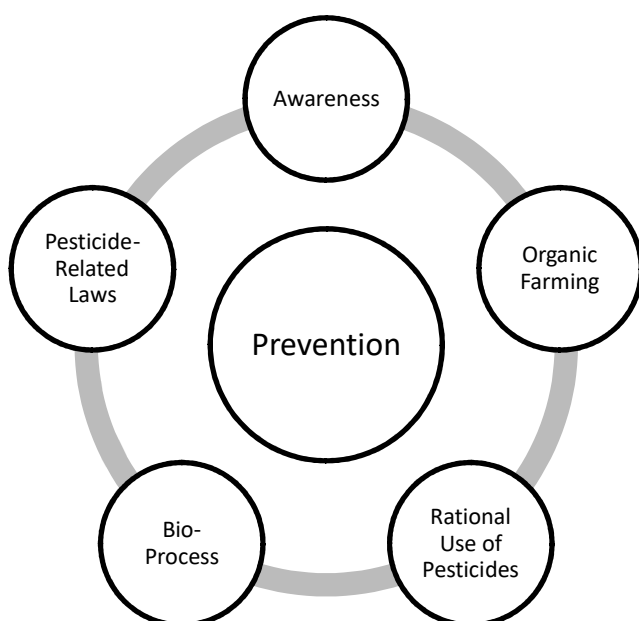 Awareness
Organic
Farming
Rational
Use of
Pesticides
Bio-
Process
Pesticide-
Related
Laws
Prevention